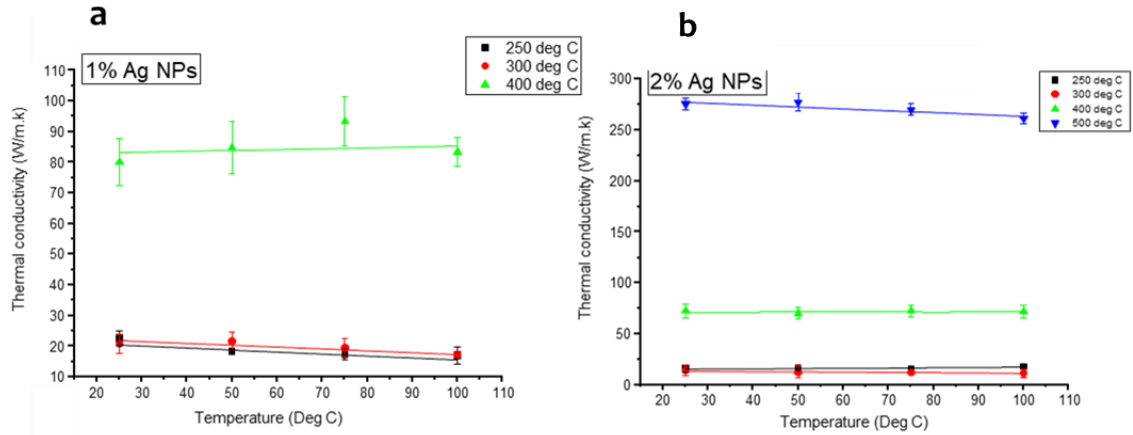 a
1% Ag NPs
250 deg C
300 deg C
400 deg C
Thermal conductivity (W/m.k)
110
100
90
80
70
60
50
40
30
20
10
20 30 40 50 60 70 80 90 100 110
Temperature (Deg C)
b
2% Ag NPs
250 deg C
300 deg C
400 deg C
500 deg C
Thermal conductivity (W/m.k)
300
250
200
150
100
50
0
20 30 40 50 60 70 80 90 100 110
Temperature (Deg C)